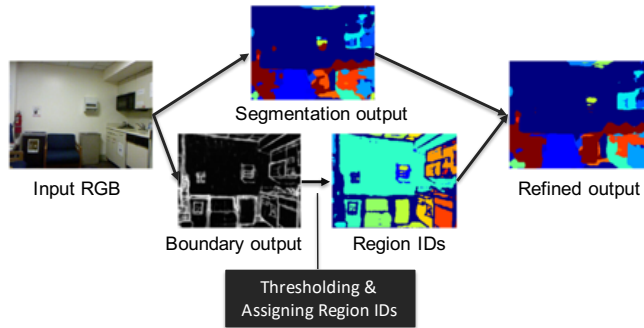 Segmentation output
Input RGB
Refined output
Boundary output
Region IDs
Thresholding &
Assigning Region IDs